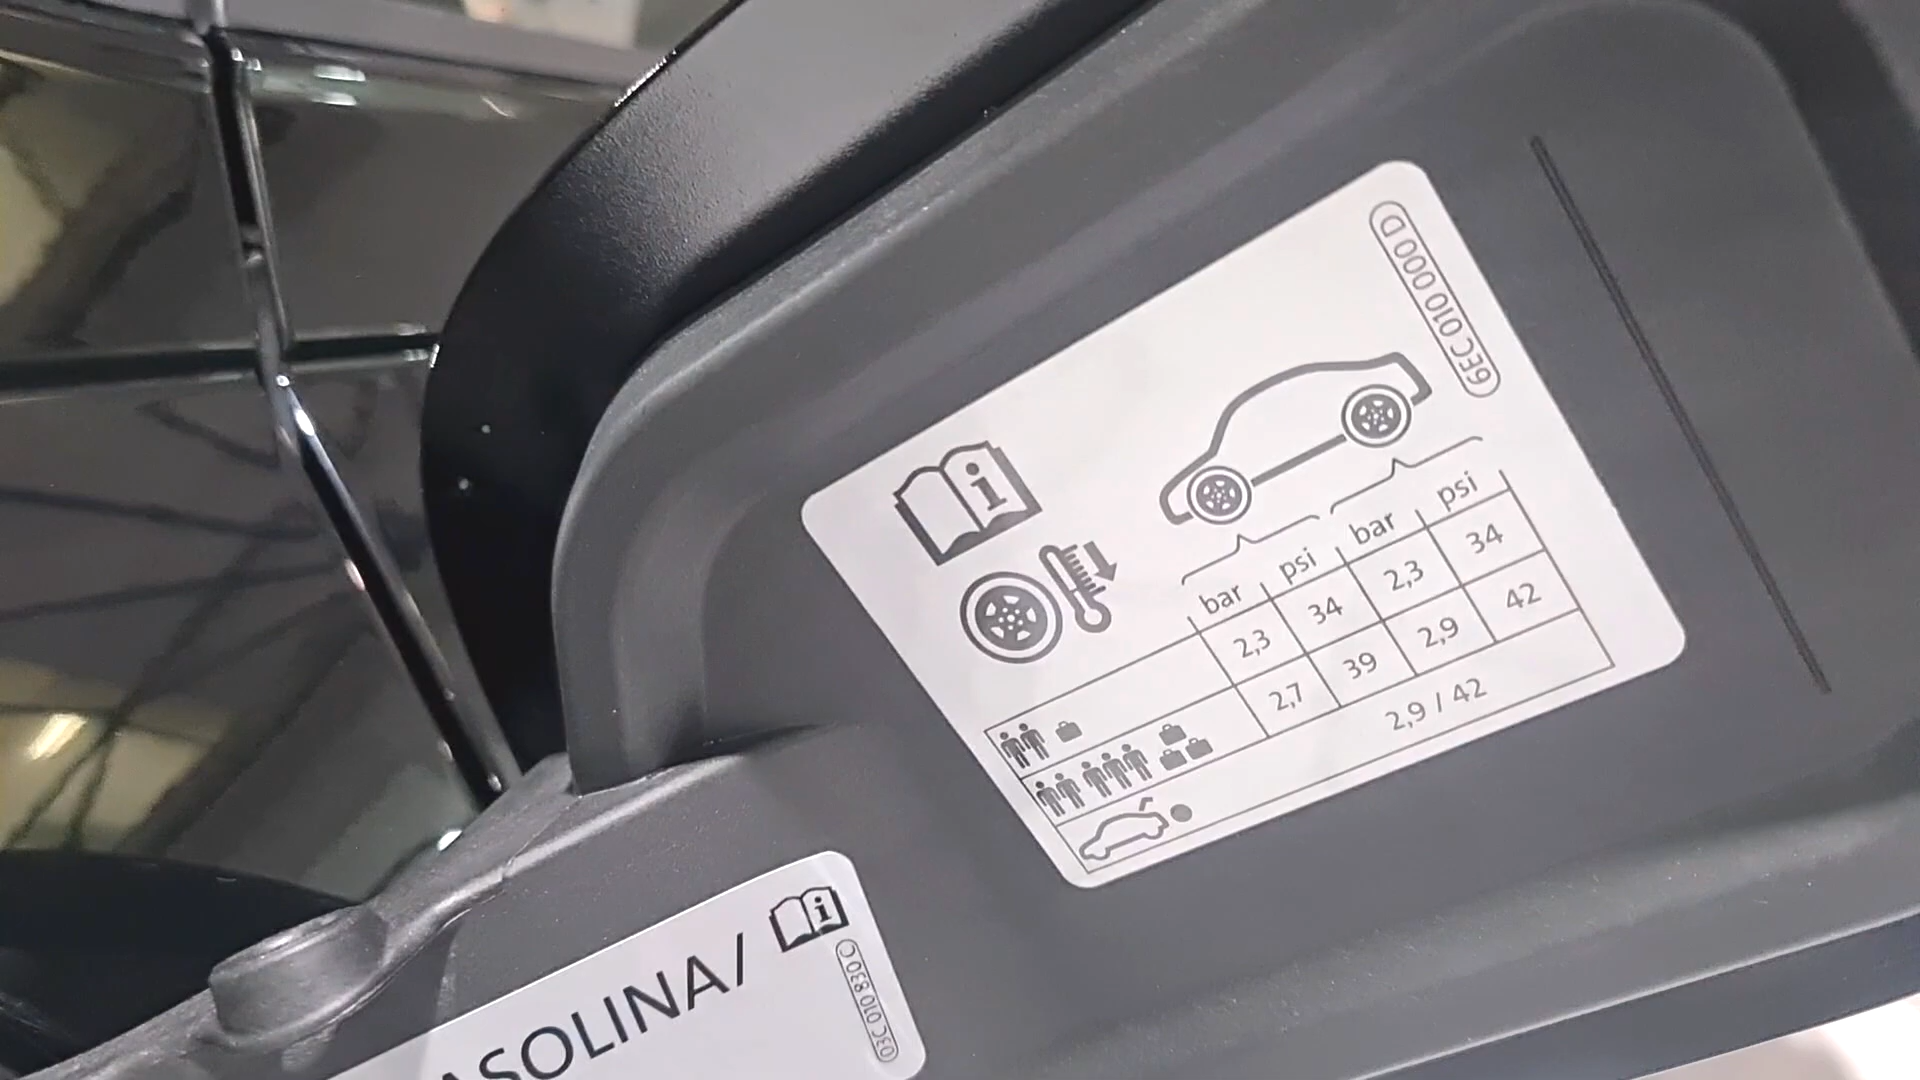 6EC 010 000 D
bar psi bar psi
2,3 34 2,3 34
2,7 39 2,9 42
2,9 / 42
ASOLINA/
03C 010 830 C